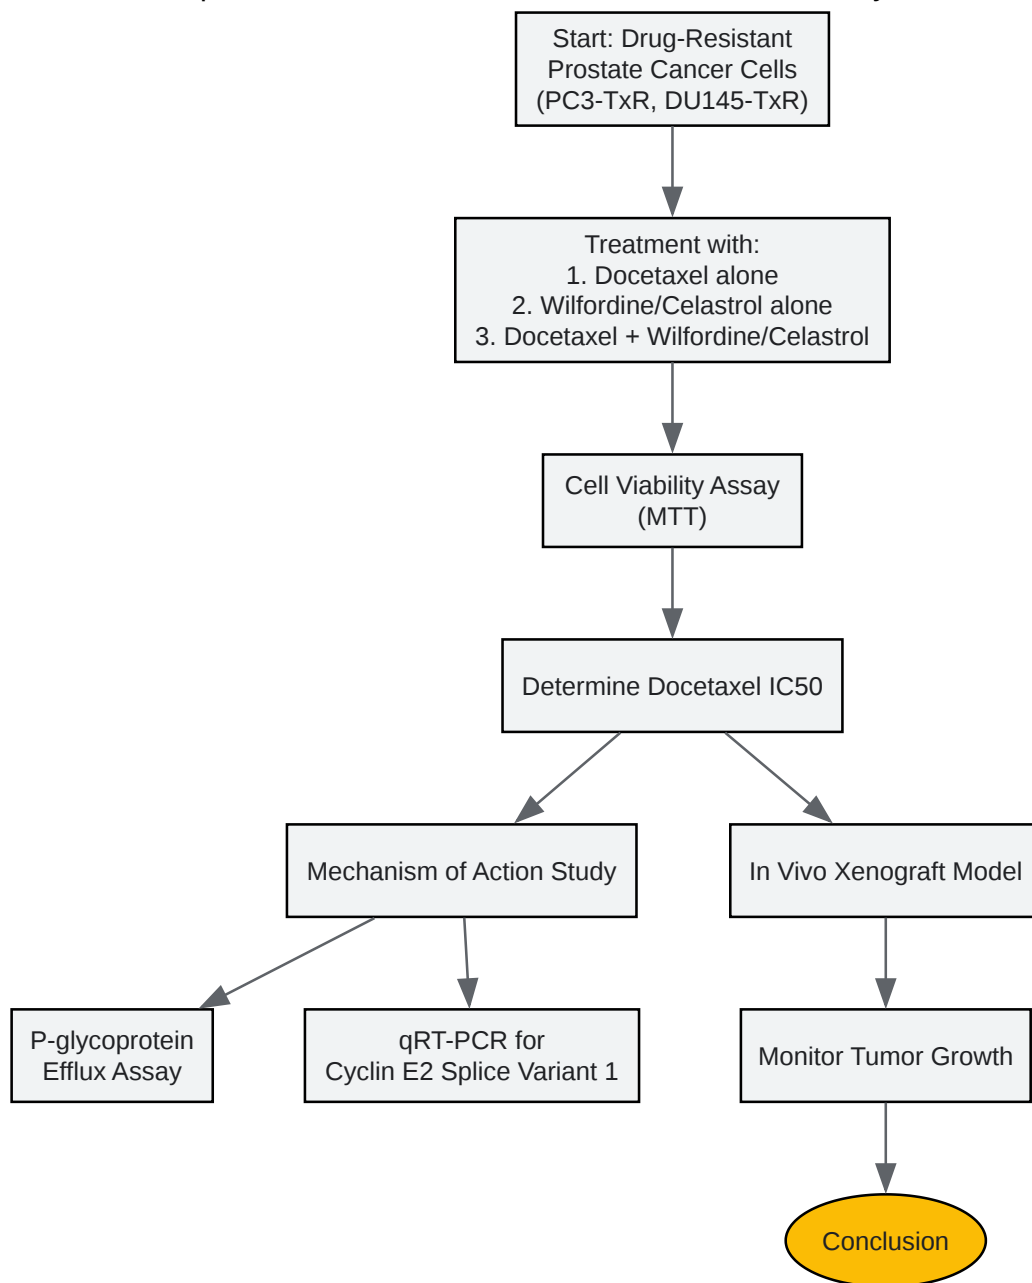 Start: Drug-Resistant
Prostate Cancer Cells
(PC3-TxR, DU145-TxR)
Treatment with:
1. Docetaxel alone
2. Wilfordine/Celastrol alone
3. Docetaxel + Wilfordine/Celastrol
Cell Viability Assay
(MTT)
Determine Docetaxel IC50
Mechanism of Action Study
In Vivo Xenograft Model
P-glycoprotein
Efflux Assay
qRT-PCR for
Cyclin E2 Splice Variant 1
Monitor Tumor Growth
Conclusion